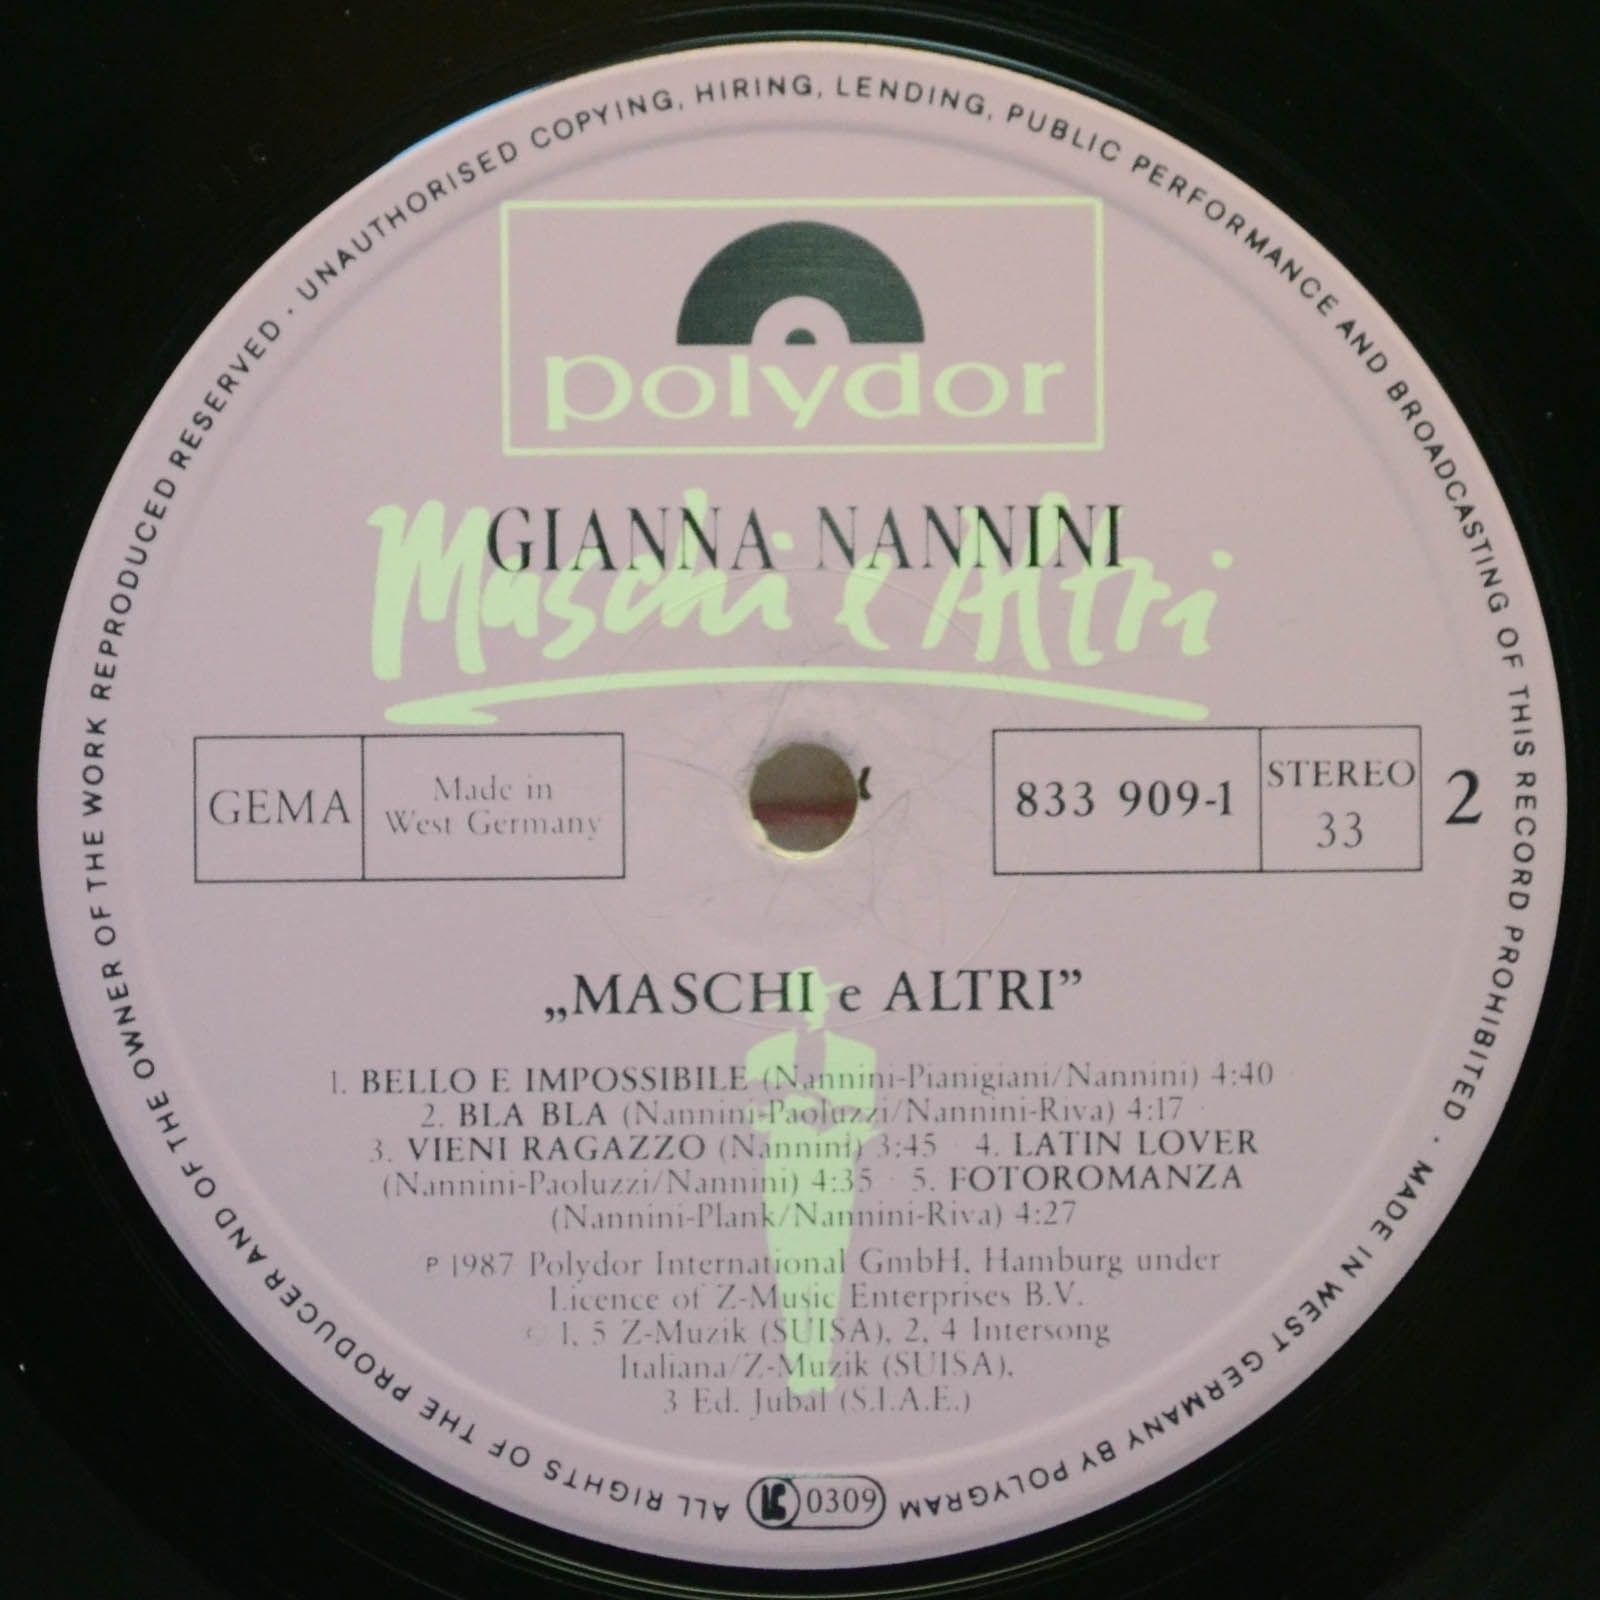 ALL RIGHTS OF THE PRODUCER AND OF THE OWNER OF THE WORK REPRODUCED RESERVED · UNAUTHORISED COPYING, HIRING, LENDING, PUBLIC PERFORMANCE AND BROADCASTING OF THIS RECORD PROHIBITED · MADE IN WEST GERMANY BY POLYGRAM
polydor
GIANNA NANNINI
Maschi e Altri
GEMA
Made in
West Germany
833 909-1
STEREO
33
2
„MASCHI e ALTRI”
1. BELLO E IMPOSSIBILE (Nannini-Pianigiani/Nannini) 4:40
2. BLA BLA (Nannini-Paoluzzi/Nannini-Riva) 4:17
3. VIENI RAGAZZO (Nannini) 3:45 · 4. LATIN LOVER
(Nannini-Paoluzzi/Nannini) 4:35 · 5. FOTOROMANZA
(Nannini-Plank/Nannini-Riva) 4:27
℗ 1987 Polydor International GmbH, Hamburg under
Licence of Z-Music Enterprises B.V.
© 1, 5 Z-Muzik (SUISA), 2, 4 Intersong
Italiana/Z-Muzik (SUISA),
3 Ed. Jubal (S.I.A.E.)
LC 0309